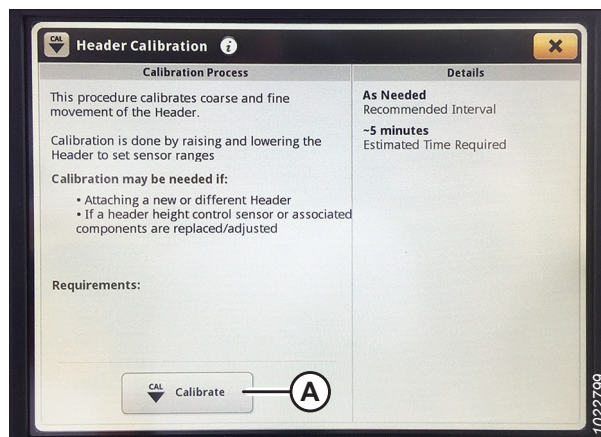 CAL Header Calibration i
Calibration Process
This procedure calibrates coarse and fine
movement of the Header.
Calibration is done by raising and lowering the
Header to set sensor ranges
Calibration may be needed if:
• Attaching a new or different Header
• If a header height control sensor or associated
components are replaced/adjusted
Requirements:
CAL Calibrate
A
Details
As Needed
Recommended Interval
~5 minutes
Estimated Time Required
1022799